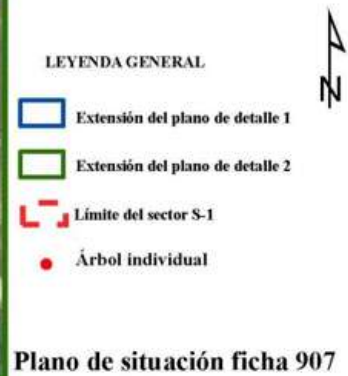 LEYENDA GENERAL
N
Extensión del plano de detalle 1
Extensión del plano de detalle 2
Límite del sector S-1
Árbol individual
Plano de situación ficha 907